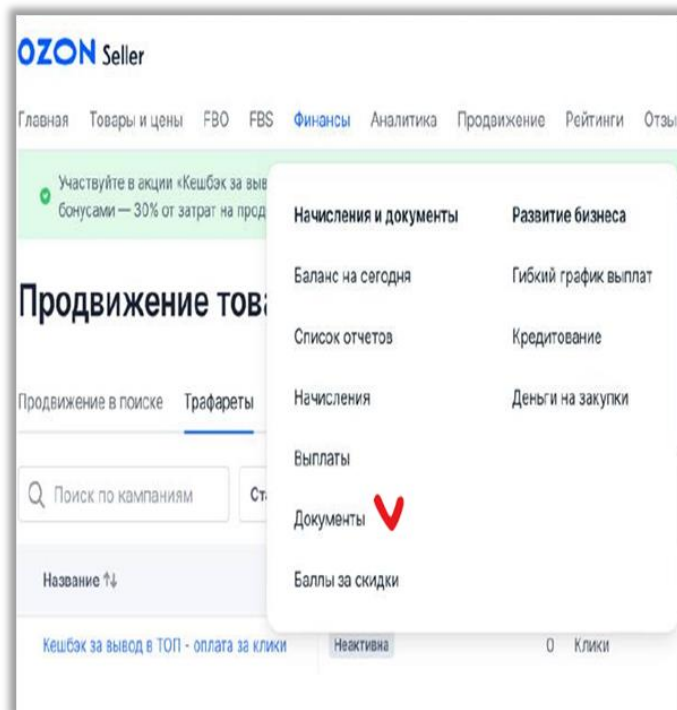 OZON Seller
Главная Товары и цены FBO FBS Финансы Аналитика Продвижение Рейтинги Отзы
Участвуйте в акции «Кешбэк за выв
бонусами — 30% от затрат на прод
Начисления и документы Развитие бизнеса
Баланс на сегодня Гибкий график выплат
Продвижение това
Список отчетов Кредитование
Продвижение в поиске Трафареты
Начисления Деньги на закупки
Выплаты
Поиск по кампаниям Ст
Документы
Баллы за скидки
Название
Кешбэк за вывод в ТОП - оплата за клики Неактивна 0 Клики